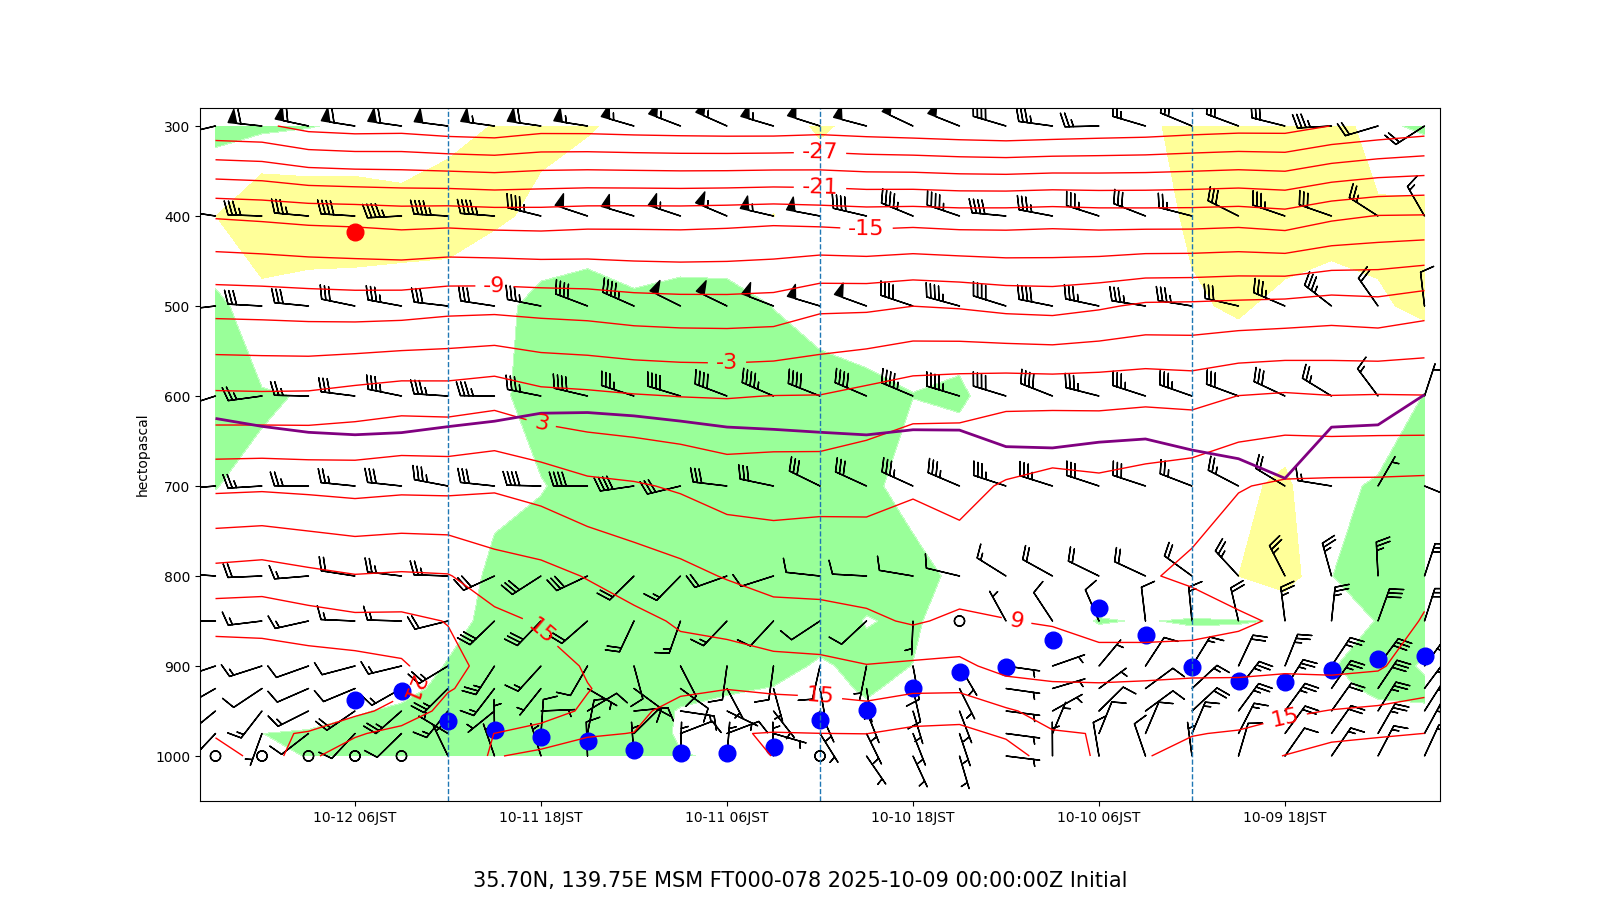 300
400
500
600
700
800
900
1000
hectopascal
-27
-21
-15
-9
-3
3
9
15
15
15
10-12 06JST
10-11 18JST
10-11 06JST
10-10 18JST
10-10 06JST
10-09 18JST
35.70N, 139.75E MSM FT000-078 2025-10-09 00:00:00Z Initial